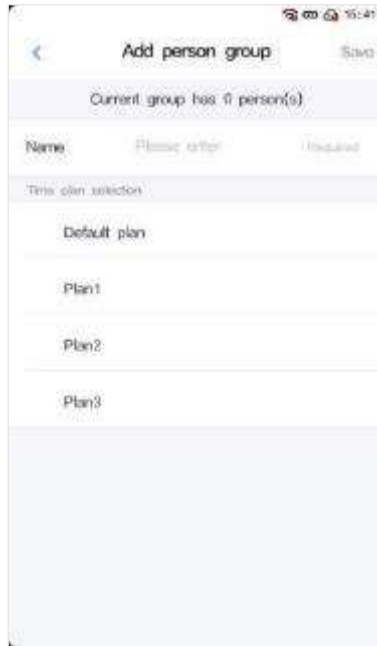 15:41
Add person group Save
Current group has 0 person(s)
Name Please enter Required
Time plan selection
Default plan
Plan1
Plan2
Plan3